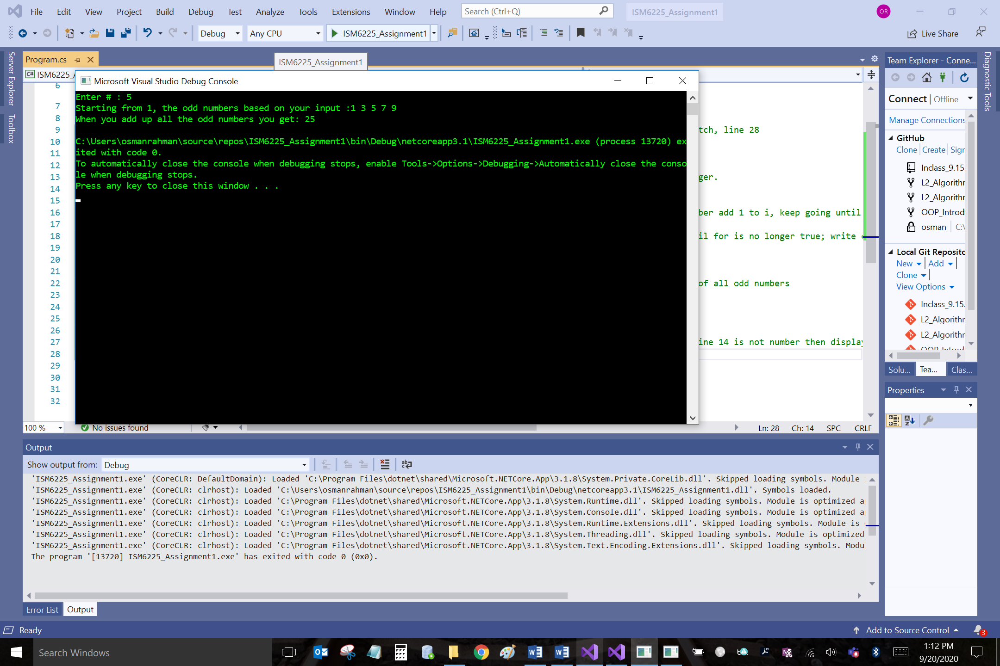 File Edit View Project Build Debug Test Analyze Tools Extensions Window Help Search (Ctrl+Q) ISM6225_Assignment1 OR
Debug Any CPU ISM6225_Assignment1 Live Share
Server Explorer
Toolbox
Program.cs
ISM6225_Assignment1
C# ISM6225_
Microsoft Visual Studio Debug Console
Enter # : 5
Starting from 1, the odd numbers based on your input :1 3 5 7 9
When you add up all the odd numbers you get: 25
C:\Users\osmanrahman\source\repos\ISM6225_Assignment1\bin\Debug\netcoreapp3.1\ISM6225_Assignment1.exe (process 13720) ex
ited with code 0.
To automatically close the console when debugging stops, enable Tools->Options->Debugging->Automatically close the conso
le when debugging stops.
Press any key to close this window . . .
6
7
8
9
10
11
12
13
14
15
16
17
18
19
20
21
22
23
24
25
26
27
28
29
30
31
32
tch, line 28
ger.
ber add 1 to i, keep going until
il for is no longer true; write
of all odd numbers
ine 14 is not number then display
100 % No issues found Ln: 28 Ch: 14 SPC CRLF
Team Explorer - Conne...
Connect | Offline
Manage Connections
GitHub
Clone Create Sign
Inclass_9.15.
L2_Algorithm
L2_Algorithm
OOP_Introd
osman C:\
Local Git Reposito
New Add
Clone
View Options
Inclass_9.15.
L2_Algorithm
L2_Algorithm
OOP_Introd
Solu... Tea... Clas...
Properties
Diagnostic Tools
Output
Show output from: Debug
'ISM6225_Assignment1.exe' (CoreCLR: DefaultDomain): Loaded 'C:\Program Files\dotnet\shared\Microsoft.NETCore.App\3.1.8\System.Private.CoreLib.dll'. Skipped loading symbols. Module
'ISM6225_Assignment1.exe' (CoreCLR: clrhost): Loaded 'C:\Users\osmanrahman\source\repos\ISM6225_Assignment1\bin\Debug\netcoreapp3.1\ISM6225_Assignment1.dll'. Symbols loaded.
'ISM6225_Assignment1.exe' (CoreCLR: clrhost): Loaded 'C:\Program Files\dotnet\shared\Microsoft.NETCore.App\3.1.8\System.Runtime.dll'. Skipped loading symbols. Module is optimized an
'ISM6225_Assignment1.exe' (CoreCLR: clrhost): Loaded 'C:\Program Files\dotnet\shared\Microsoft.NETCore.App\3.1.8\System.Console.dll'. Skipped loading symbols. Module is optimized an
'ISM6225_Assignment1.exe' (CoreCLR: clrhost): Loaded 'C:\Program Files\dotnet\shared\Microsoft.NETCore.App\3.1.8\System.Runtime.Extensions.dll'. Skipped loading symbols. Module is
'ISM6225_Assignment1.exe' (CoreCLR: clrhost): Loaded 'C:\Program Files\dotnet\shared\Microsoft.NETCore.App\3.1.8\System.Threading.dll'. Skipped loading symbols. Module is optimized
'ISM6225_Assignment1.exe' (CoreCLR: clrhost): Loaded 'C:\Program Files\dotnet\shared\Microsoft.NETCore.App\3.1.8\System.Text.Encoding.Extensions.dll'. Skipped loading symbols. Modu
The program '[13720] ISM6225_Assignment1.exe' has exited with code 0 (0x0).
Error List Output
Ready Add to Source Control 3
Search Windows
1:12 PM
9/20/2020